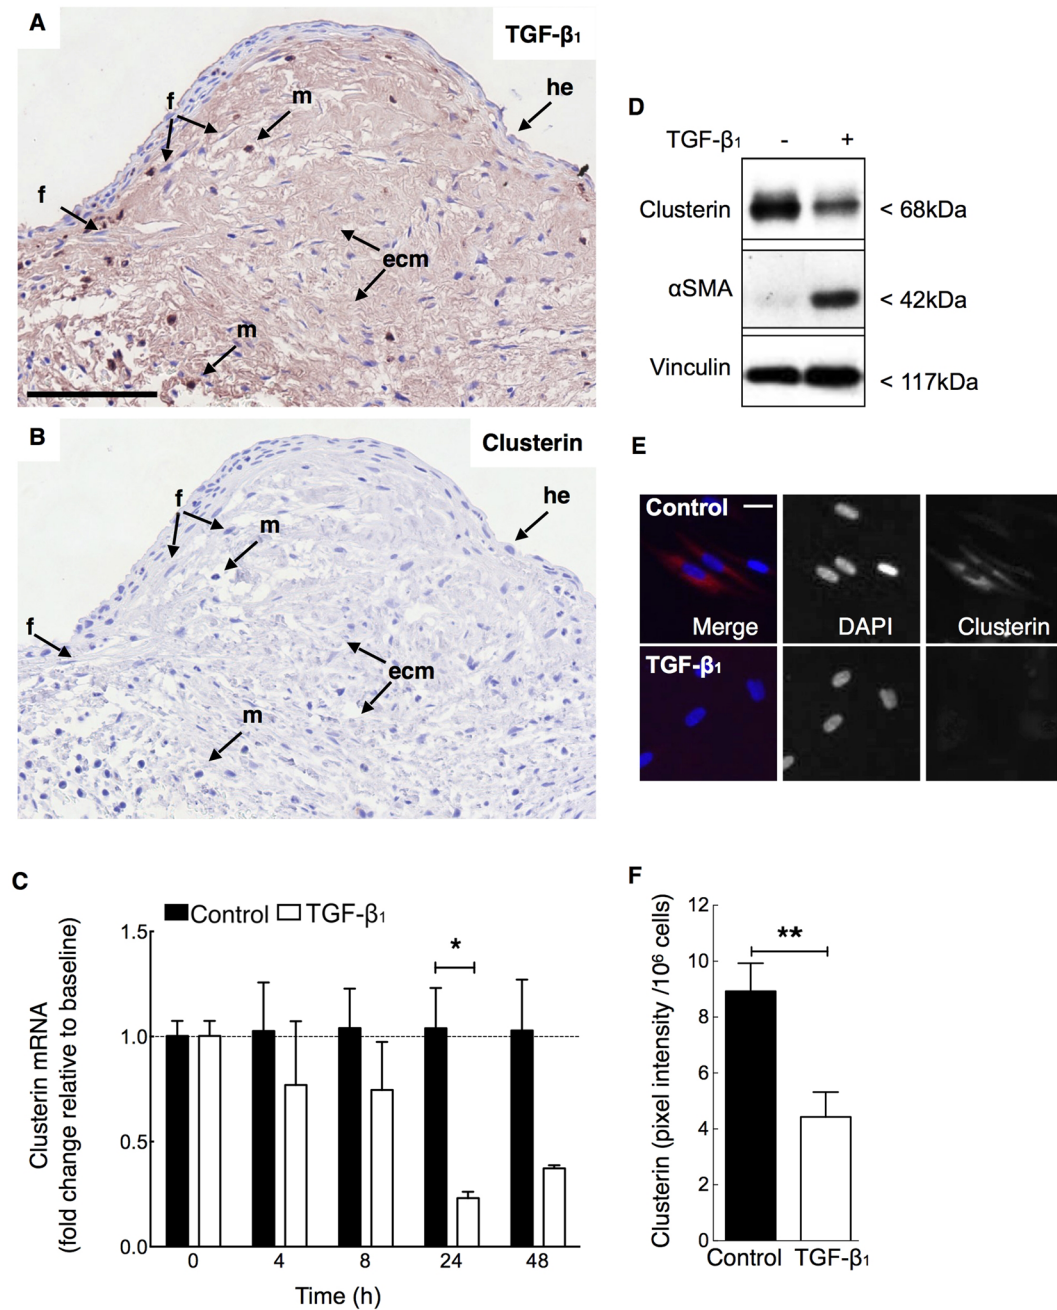 A
TGF-β1
f
m
he
f
ecm
m
B
Clusterin
f
m
he
f
ecm
m
C
Control
TGF-β1
Clusterin mRNA
(fold change relative to baseline)
1.5
1.0
0.5
0.0
*
0 4 8 24 48
Time (h)
D
TGF-β1 - +
Clusterin < 68kDa
αSMA < 42kDa
Vinculin < 117kDa
E
Control
Merge DAPI Clusterin
TGF-β1
F
Clusterin (pixel intensity /10⁶ cells)
12
10
8
6
4
2
0
**
Control TGF-β1